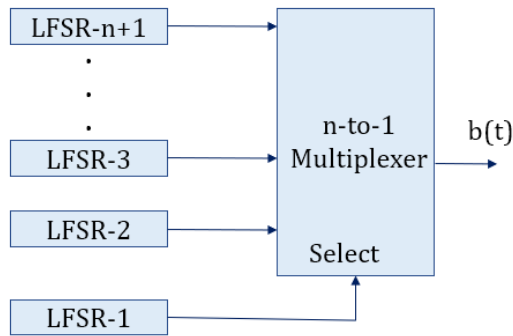 LFSR-n+1
n-to-1
Multiplexer
b(t)
LFSR-3
LFSR-2
Select
LFSR-1